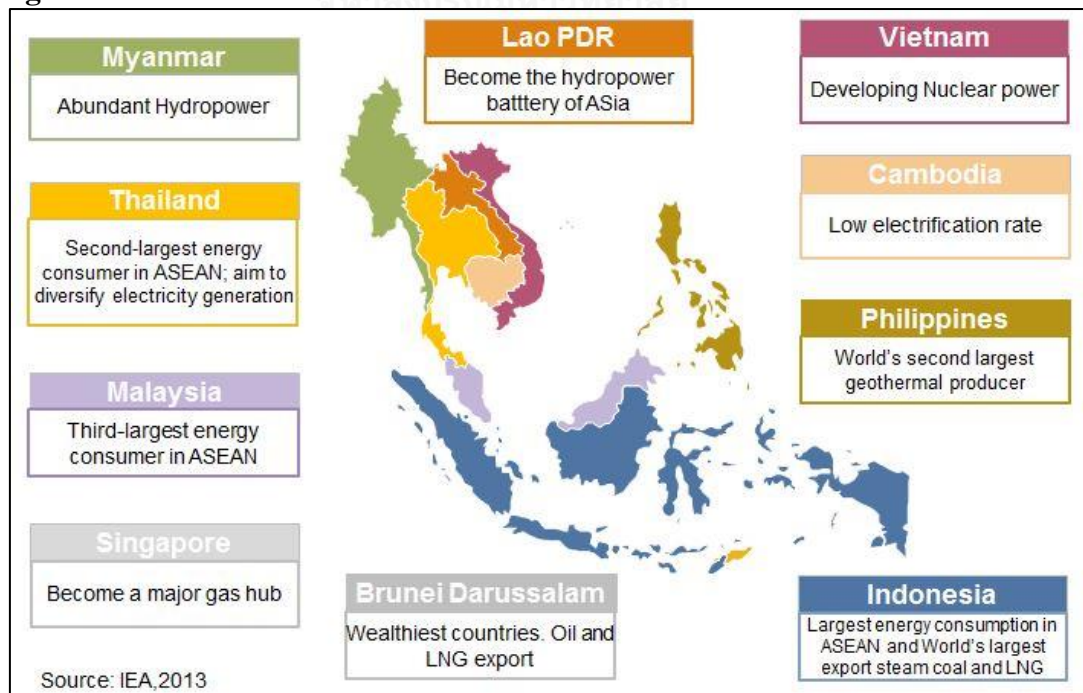 Myanmar
Abundant Hydropower
Lao PDR
Become the hydropower
batttery of ASia
Vietnam
Developing Nuclear power
Thailand
Second-largest energy
consumer in ASEAN; aim to
diversify electricity generation
Cambodia
Low electrification rate
Philippines
World's second largest
geothermal producer
Malaysia
Third-largest energy
consumer in ASEAN
Singapore
Become a major gas hub
Brunei Darussalam
Wealthiest countries. Oil and
LNG export
Indonesia
Largest energy consumption in
ASEAN and World's largest
export steam coal and LNG
Source: IEA,2013